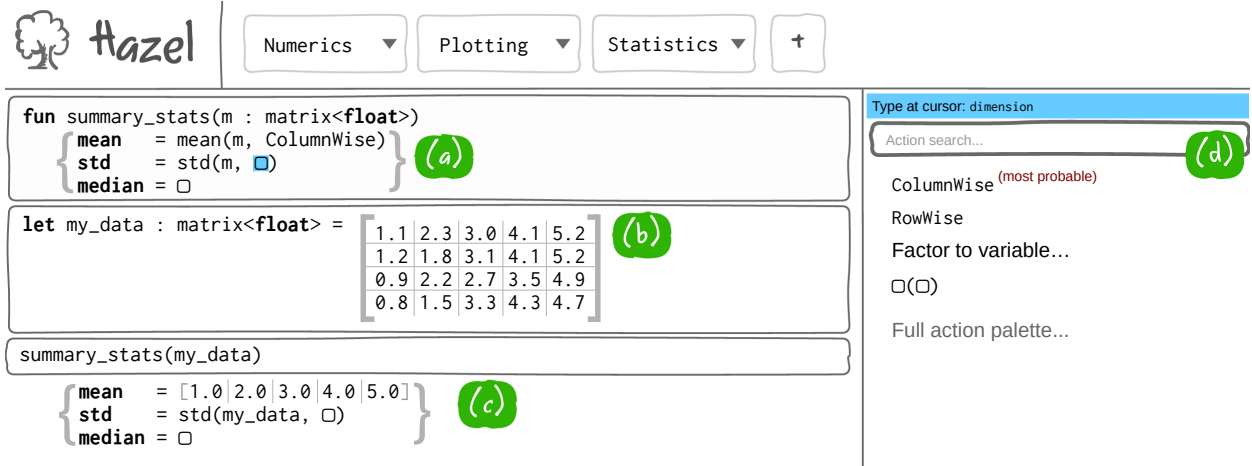 Hazel
Numerics ▼ Plotting ▼ Statistics ▼ +
fun summary_stats(m : matrix<float>)
{ mean = mean(m, ColumnWise)
std = std(m, ▢)
median = ▢ }
(a)
let my_data : matrix<float> =
[1.1 2.3 3.0 4.1 5.2
1.2 1.8 3.1 4.1 5.2
0.9 2.2 2.7 3.5 4.9
0.8 1.5 3.3 4.3 4.7]
(b)
summary_stats(my_data)
{ mean = [1.0|2.0|3.0|4.0|5.0]
std = std(my_data, ▢)
median = ▢ }
(c)
Type at cursor: dimension
Action search...
(d)
ColumnWise (most probable)
RowWise
Factor to variable…
▢(▢)
Full action palette...